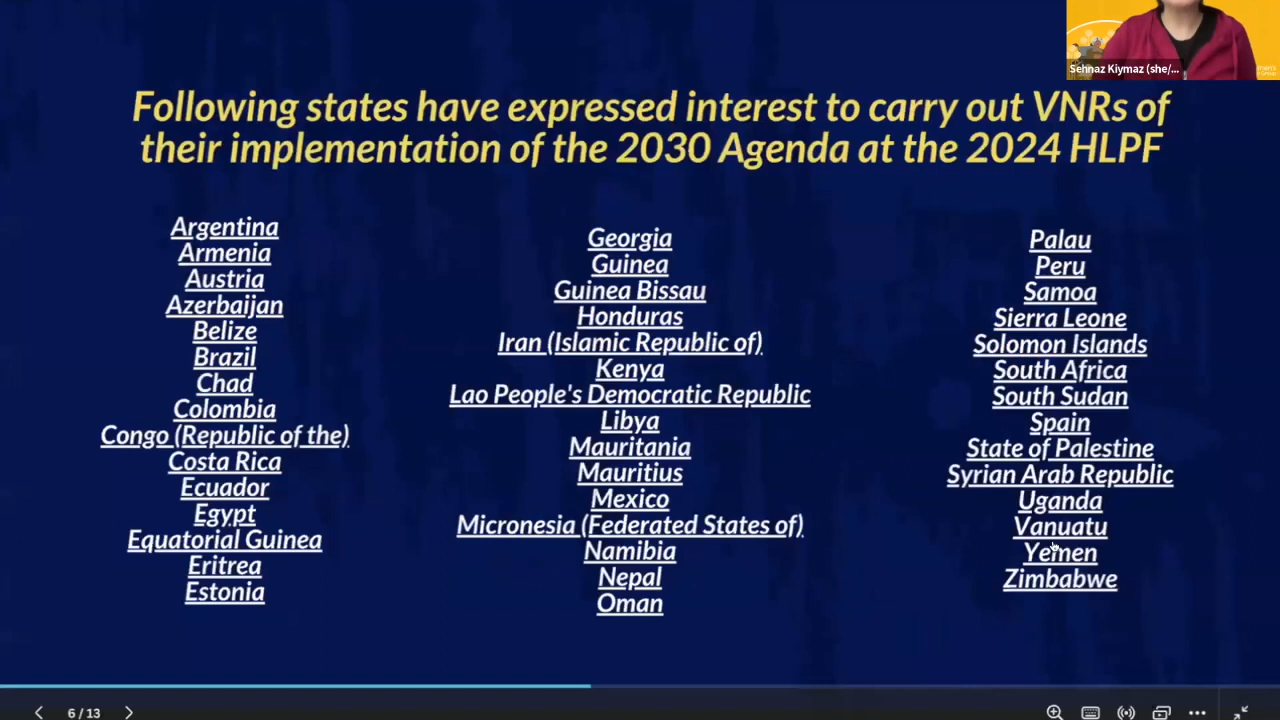 Sehnaz Kiymaz (she/...
Following states have expressed interest to carry out VNRs of
their implementation of the 2030 Agenda at the 2024 HLPF
Argentina
Armenia
Austria
Azerbaijan
Belize
Brazil
Chad
Colombia
Congo (Republic of the)
Costa Rica
Ecuador
Egypt
Equatorial Guinea
Eritrea
Estonia
Georgia
Guinea
Guinea Bissau
Honduras
Iran (Islamic Republic of)
Kenya
Lao People's Democratic Republic
Libya
Mauritania
Mauritius
Mexico
Micronesia (Federated States of)
Namibia
Nepal
Oman
Palau
Peru
Samoa
Sierra Leone
Solomon Islands
South Africa
South Sudan
Spain
State of Palestine
Syrian Arab Republic
Uganda
Vanuatu
Yemen
Zimbabwe
6 / 13